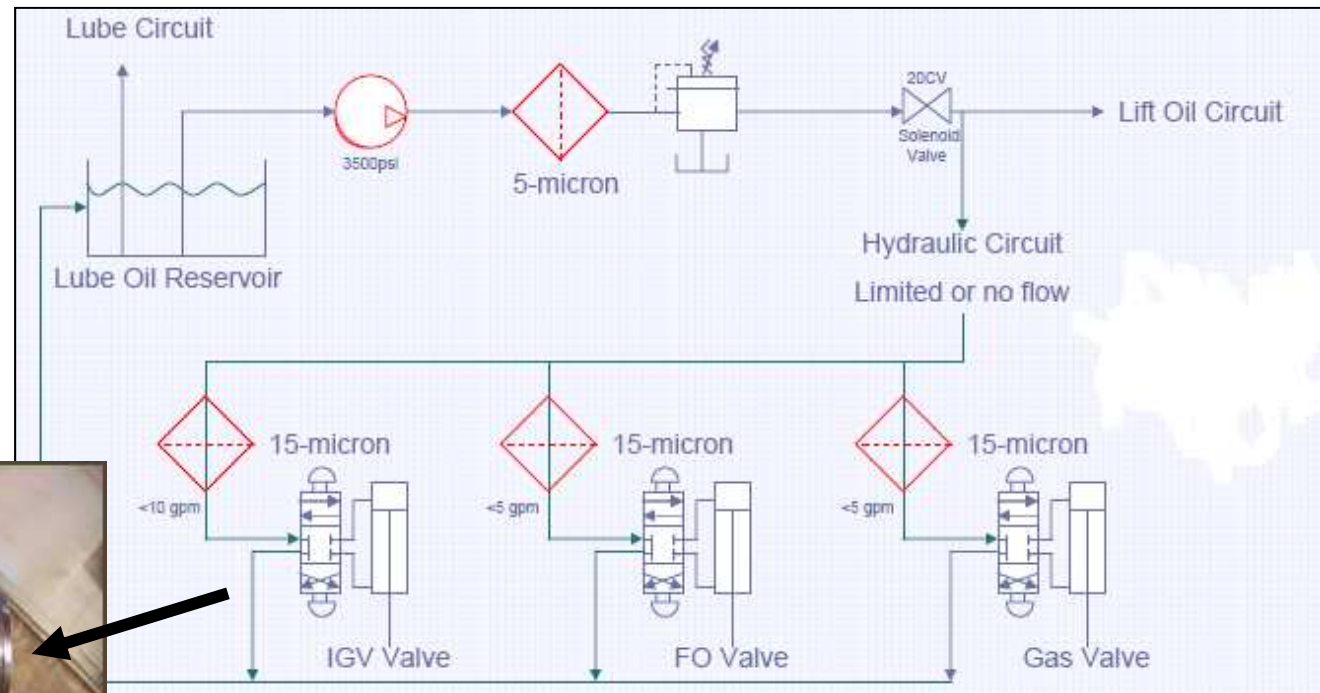 Lube Circuit
20CV
Lift Oil Circuit
Solenoid
Valve
3500psi
5-micron
Hydraulic Circuit
Lube Oil Reservoir
Limited or no flow
15-micron
15-micron
15-micron
<10 gpm
<5 gpm
<5 gpm
IGV Valve
FO Valve
Gas Valve